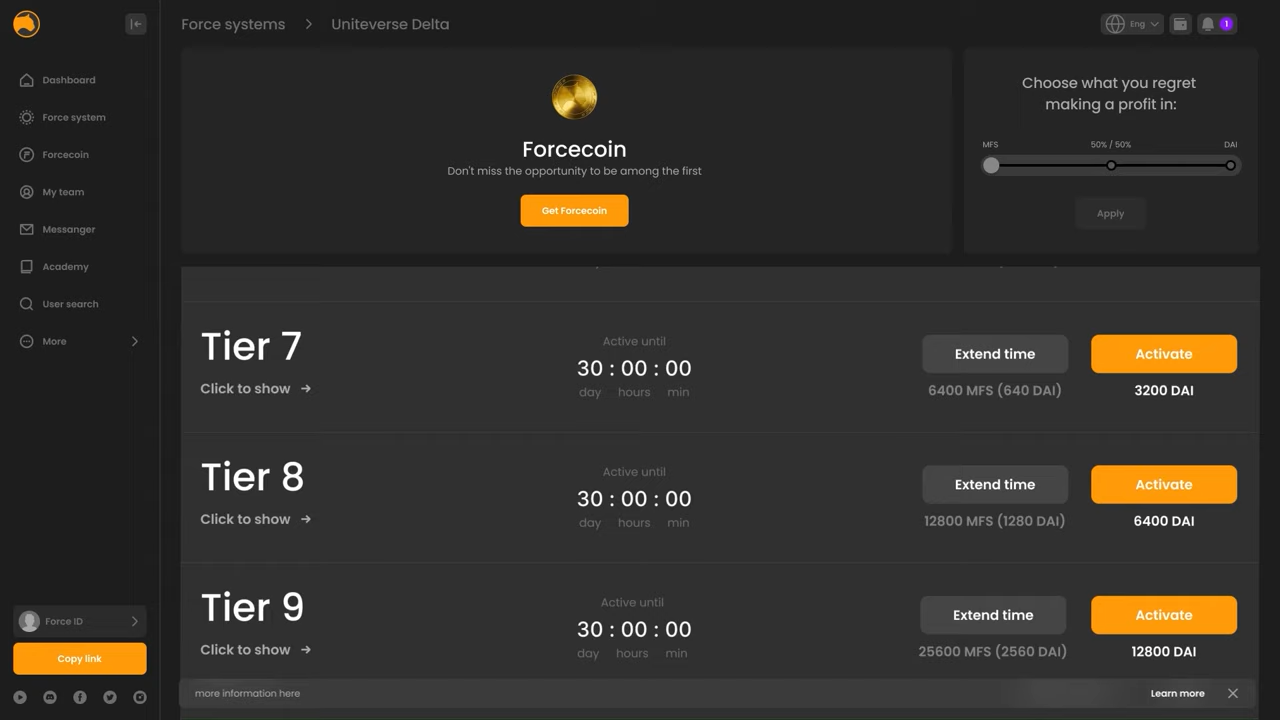 Force systems > Uniteverse Delta
Eng
1
Dashboard
Force system
Forcecoin
My team
Messanger
Academy
User search
More
Force ID
Copy link
Forcecoin
Don't miss the opportunity to be among the first
Get Forcecoin
Choose what you regret
making a profit in:
MFS 50% / 50% DAI
Apply
Tier 7
Click to show →
Active until
30 : 00 : 00
day hours min
Extend time
6400 MFS (640 DAI)
Activate
3200 DAI
Tier 8
Click to show →
Active until
30 : 00 : 00
day hours min
Extend time
12800 MFS (1280 DAI)
Activate
6400 DAI
Tier 9
Click to show →
Active until
30 : 00 : 00
day hours min
Extend time
25600 MFS (2560 DAI)
Activate
12800 DAI
more information here
Learn more